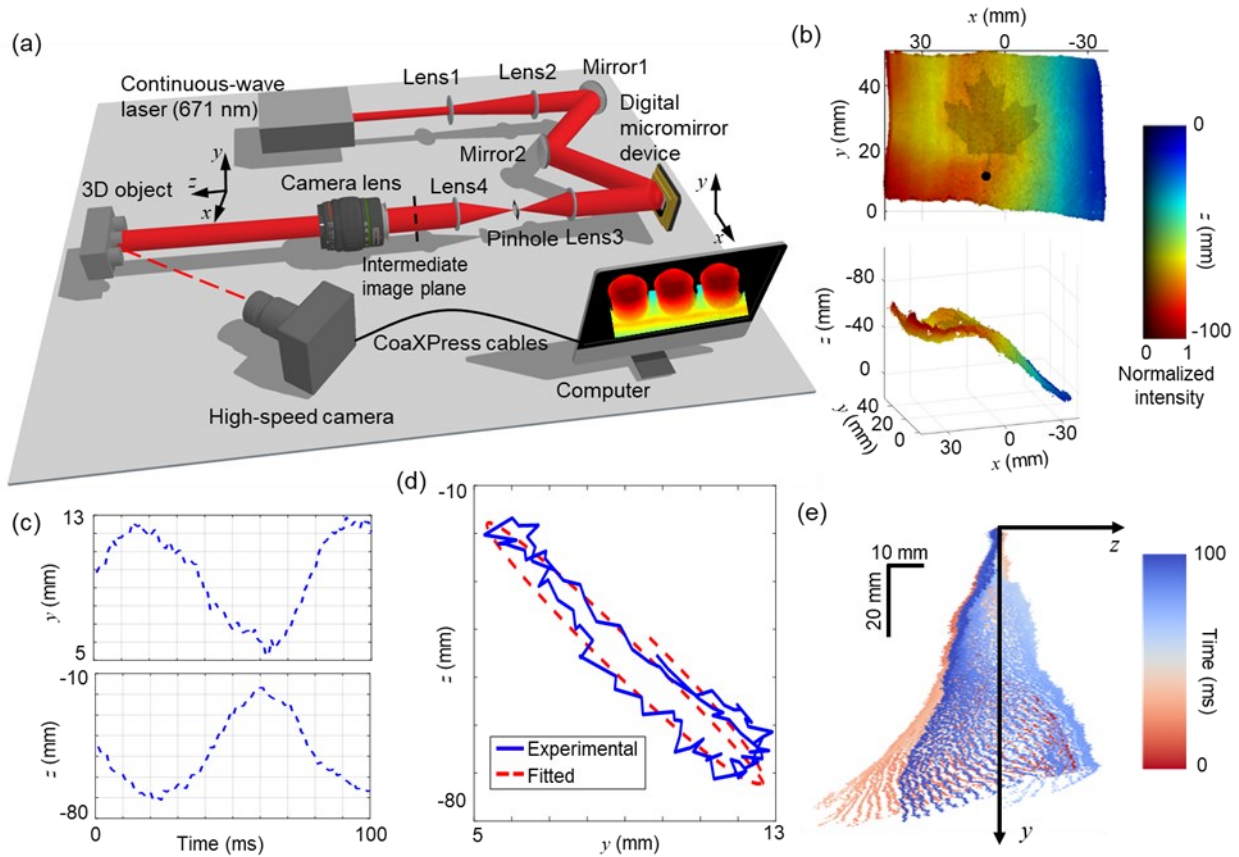 (a)
Continuous-wave
laser (671 nm)
Lens1
Lens2
Mirror1
Digital
micromirror
device
Mirror2
y
z
x
3D object
Camera lens
Lens4
Pinhole
Lens3
y
x
Intermediate
image plane
CoaXPress cables
Computer
High-speed camera
(b)
x (mm)
30 0 -30
y (mm)
40
20
0
z (mm)
-80
-40
0
y (mm)
40
20
0
30 0 -30
x (mm)
0
z (mm)
-100
0 1
Normalized
intensity
(c)
13
y (mm)
5
-10
z (mm)
-80
0 100
Time (ms)
(d)
-10
z (mm)
-80
Experimental
Fitted
5 13
y (mm)
(e)
10 mm
20 mm
z
y
100
Time (ms)
0